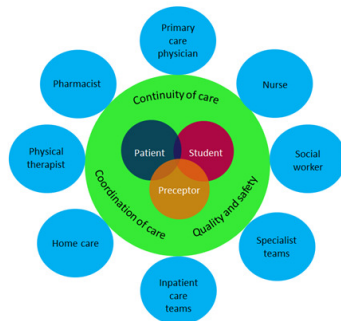 Primary
care
physician
Pharmacist
Nurse
Continuity of care
Physical
therapist
Patient
Student
Social
worker
Preceptor
Coordination of care
Quality and safety
Home care
Specialist
teams
Inpatient
care
teams